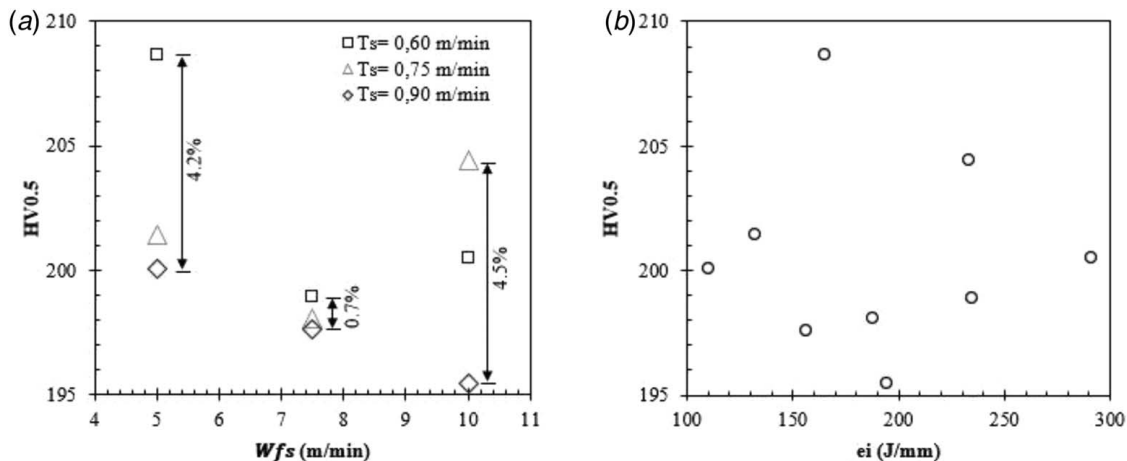 (a)
210
205
200
195
HV0.5
□ Ts= 0,60 m/min
△ Ts= 0,75 m/min
◇ Ts= 0,90 m/min
4.2%
0.7%
4.5%
4 5 6 7 8 9 10 11
Wfs (m/min)
(b)
210
205
200
195
HV0.5
100 150 200 250 300
ei (J/mm)